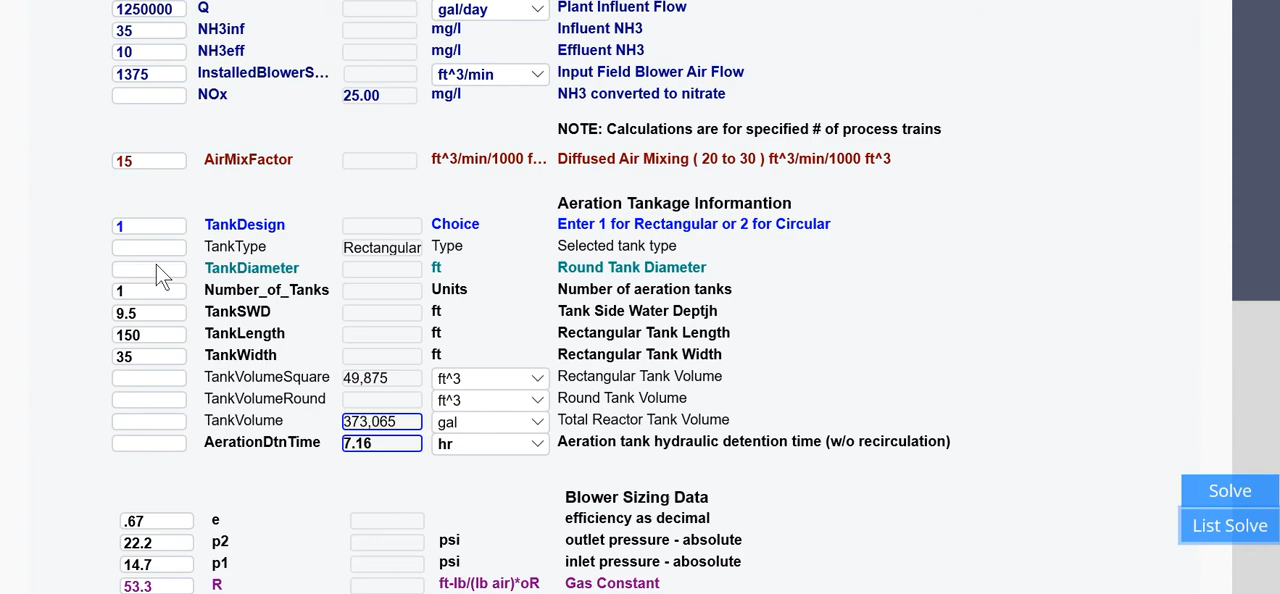 1250000 Q gal/day Plant Influent Flow
35 NH3inf mg/l Influent NH3
10 NH3eff mg/l Effluent NH3
1375 InstalledBlowerS... ft^3/min Input Field Blower Air Flow
NOx 25.00 mg/l NH3 converted to nitrate
NOTE: Calculations are for specified # of process trains
15 AirMixFactor ft^3/min/1000 f... Diffused Air Mixing ( 20 to 30 ) ft^3/min/1000 ft^3
Aeration Tankage Informantion
1 TankDesign Choice Enter 1 for Rectangular or 2 for Circular
TankType Rectangular Type Selected tank type
TankDiameter ft Round Tank Diameter
1 Number_of_Tanks Units Number of aeration tanks
9.5 TankSWD ft Tank Side Water Deptjh
150 TankLength ft Rectangular Tank Length
35 TankWidth ft Rectangular Tank Width
TankVolumeSquare 49,875 ft^3 Rectangular Tank Volume
TankVolumeRound ft^3 Round Tank Volume
TankVolume 373,065 gal Total Reactor Tank Volume
AerationDtnTime 7.16 hr Aeration tank hydraulic detention time (w/o recirculation)
Blower Sizing Data
.67 e efficiency as decimal
22.2 p2 psi outlet pressure - absolute
14.7 p1 psi inlet pressure - abosolute
53.3 R ft-lb/(lb air)*oR Gas Constant
Solve
List Solve